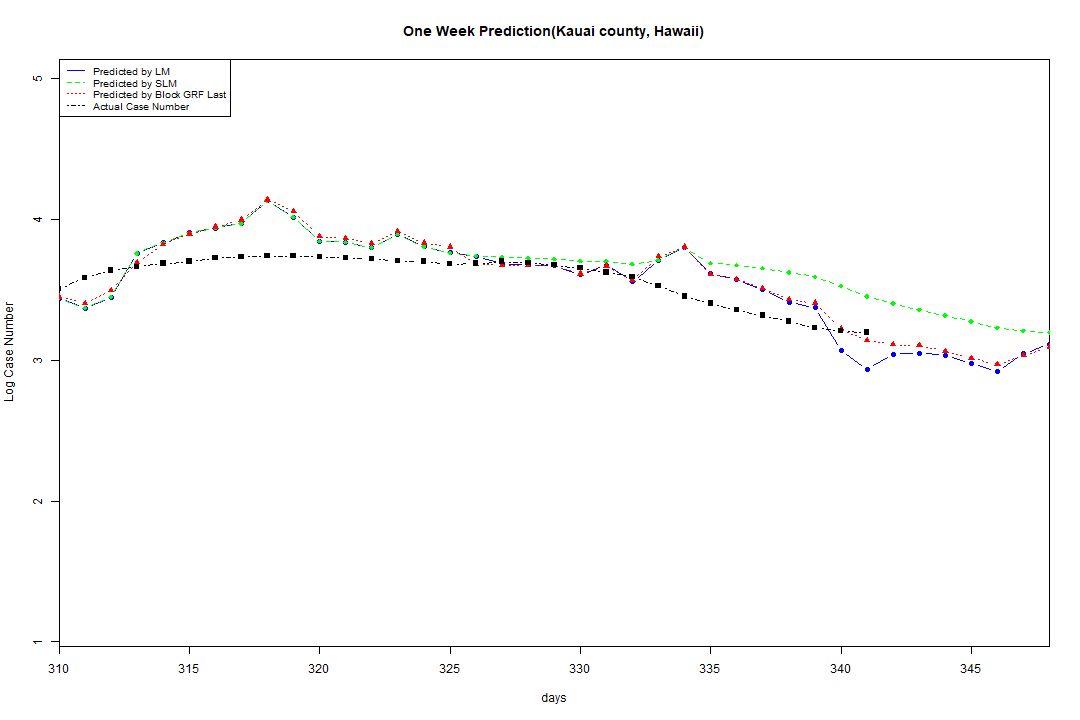 One Week Prediction(Kauai county, Hawaii)
Predicted by LM
Predicted by SLM
Predicted by Block GRF Last
Actual Case Number
5
4
3
2
1
Log Case Number
310 315 320 325 330 335 340 345
days